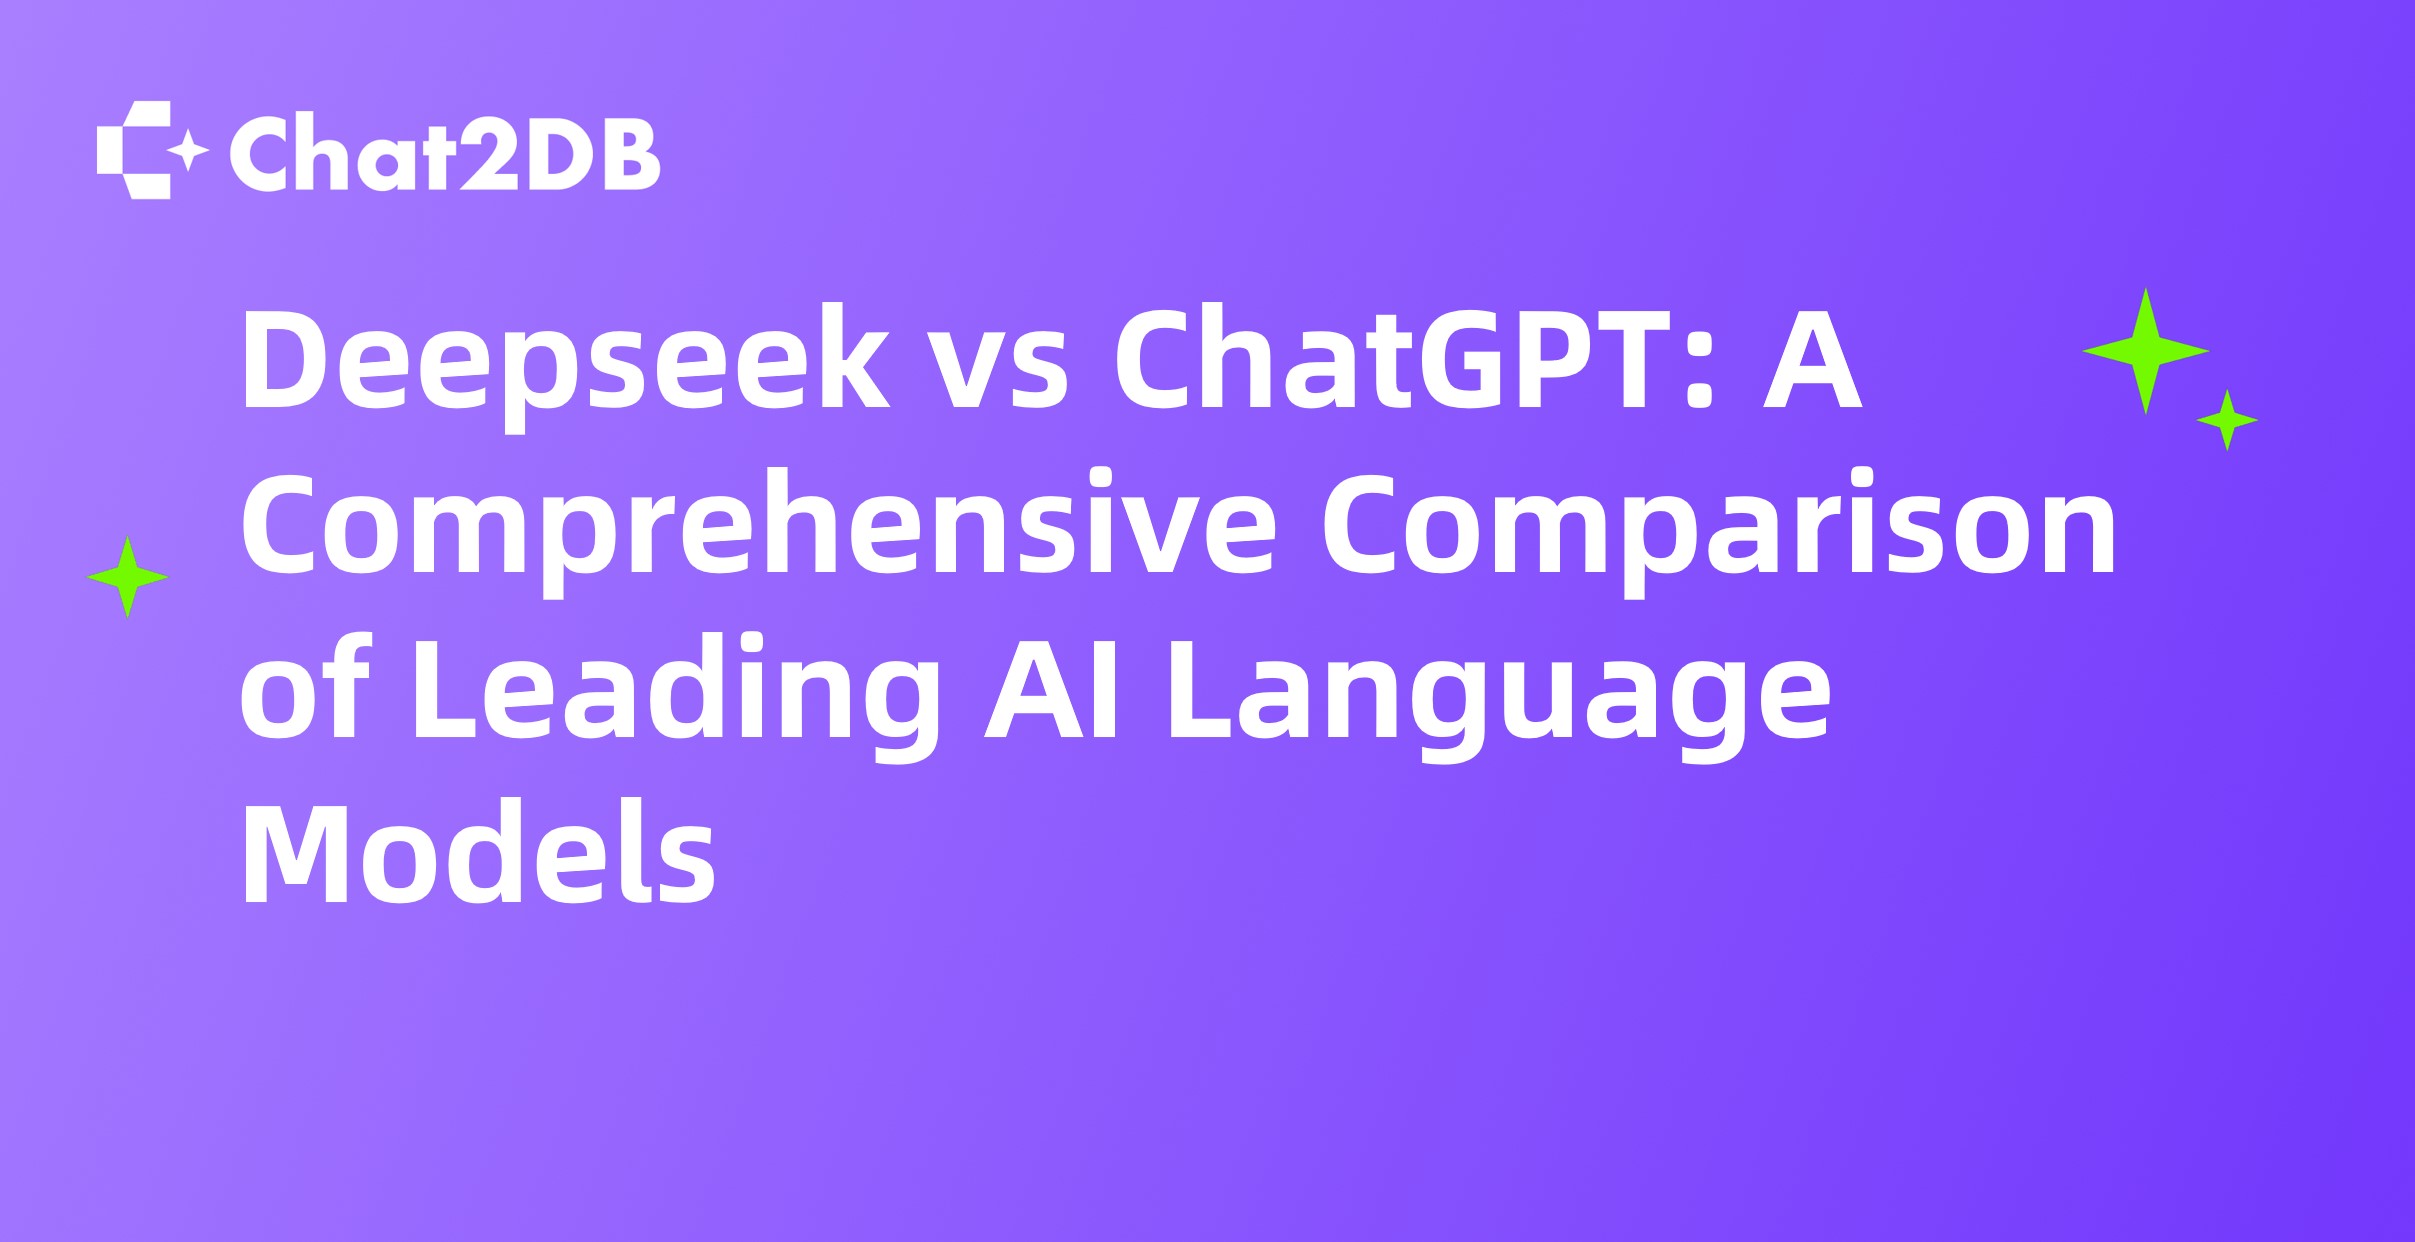 Chat2DB
Deepseek vs ChatGPT: A
Comprehensive Comparison
of Leading AI Language
Models